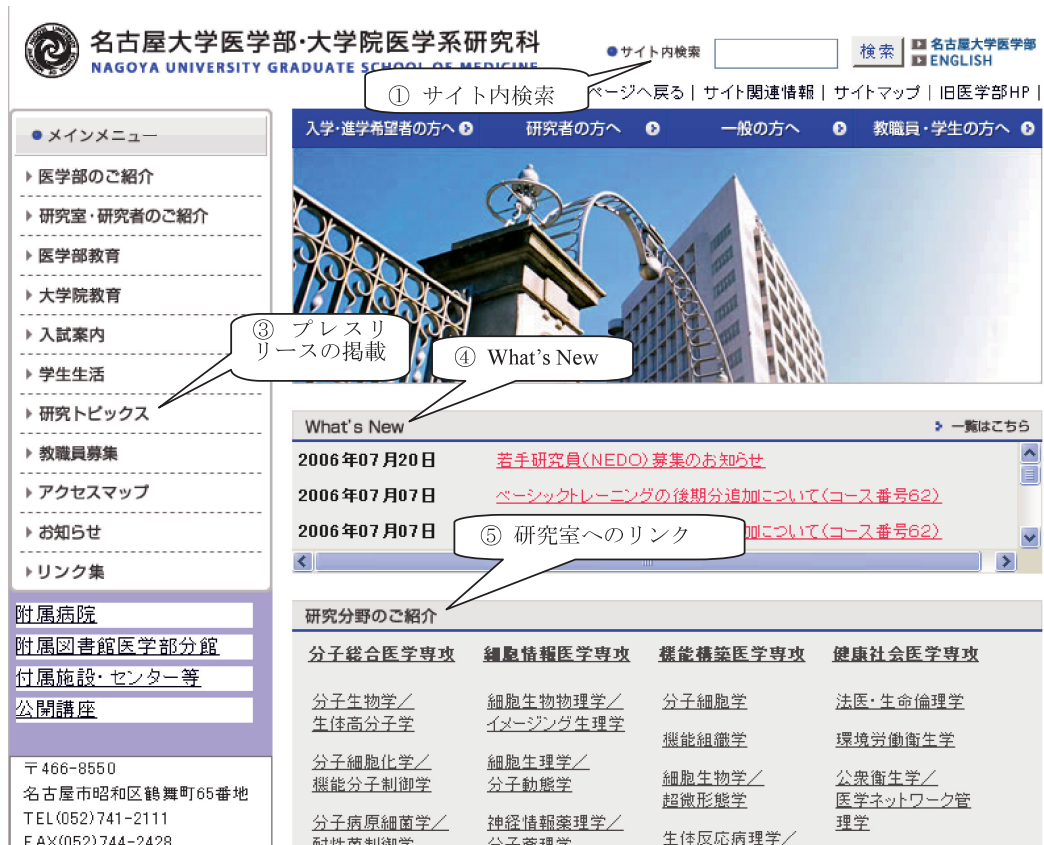 名古屋大学医学部・大学院医学系研究科
NAGOYA UNIVERSITY GRADUATE SCHOOL OF MEDICINE
●サイト内検索
検索
名古屋大学医学部
ENGLISH
① サイト内検索
ページへ戻る | サイト関連情報 | サイトマップ | 旧医学部HP |
● メインメニュー
医学部のご紹介
研究室・研究者のご紹介
医学部教育
大学院教育
入試案内
学生生活
研究トピックス
教職員募集
アクセスマップ
お知らせ
リンク集
附属病院
附属図書館医学部分館
付属施設・センター等
公開講座
〒466-8550
名古屋市昭和区鶴舞町65番地
TEL(052)741-2111
FAX(052)744-2428
入学・進学希望者の方へ
研究者の方へ
一般の方へ
教職員・学生の方へ
③ プレスリ
リースの掲載
④ What's New
What's New
一覧はこちら
2006年07月20日 若手研究員(NEDO)募集のお知らせ
2006年07月07日 ベーシックトレーニングの後期分追加について(コース番号62)
2006年07月07日 加について(コース番号62)
⑤ 研究室へのリンク
研究分野のご紹介
分子総合医学専攻 細胞情報医学専攻 機能構築医学専攻 健康社会医学専攻
分子生物学／
生体高分子学
分子細胞化学／
機能分子制御学
分子病原細菌学／
耐性菌制御学
細胞生物物理学／
イメージング生理学
細胞生理学／
分子動態学
神経情報薬理学／
分子薬理学
分子細胞学
機能組織学
細胞生物学／
超微形態学
生体反応病理学／
法医・生命倫理学
環境労働衛生学
公衆衛生学／
医学ネットワーク管
理学